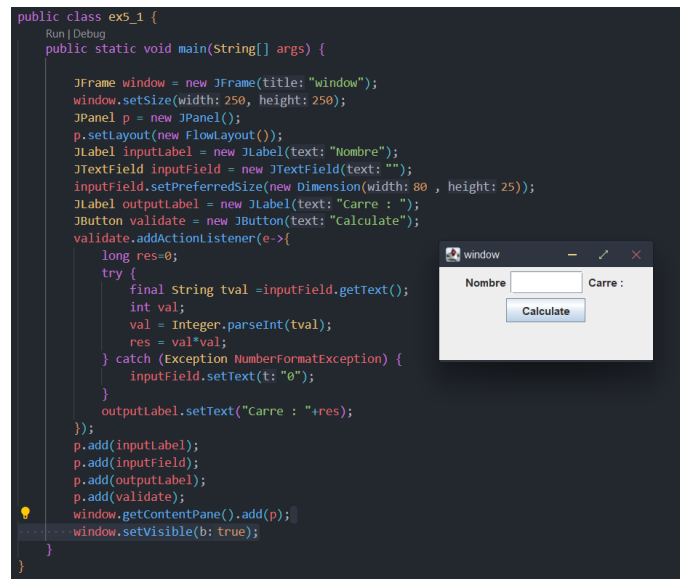 public class ex5_1 {
Run | Debug
public static void main(String[] args) {
JFrame window = new JFrame(title: "window");
window.setSize(width: 250, height: 250);
JPanel p = new JPanel();
p.setLayout(new FlowLayout());
JLabel inputLabel = new JLabel(text: "Nombre");
JTextField inputField = new JTextField(text: "");
inputField.setPreferredSize(new Dimension(width: 80 , height: 25));
JLabel outputLabel = new JLabel(text: "Carre : ");
JButton validate = new JButton(text: "Calculate");
validate.addActionListener(e->{
long res=0;
try {
final String tval =inputField.getText();
int val;
val = Integer.parseInt(tval);
res = val*val;
} catch (Exception NumberFormatException) {
inputField.setText(t: "0");
}
outputLabel.setText("Carre : "+res);
});
p.add(inputLabel);
p.add(inputField);
p.add(outputLabel);
p.add(validate);
window.getContentPane().add(p);
window.setVisible(b: true);
}
}
window
Nombre Carre :
Calculate